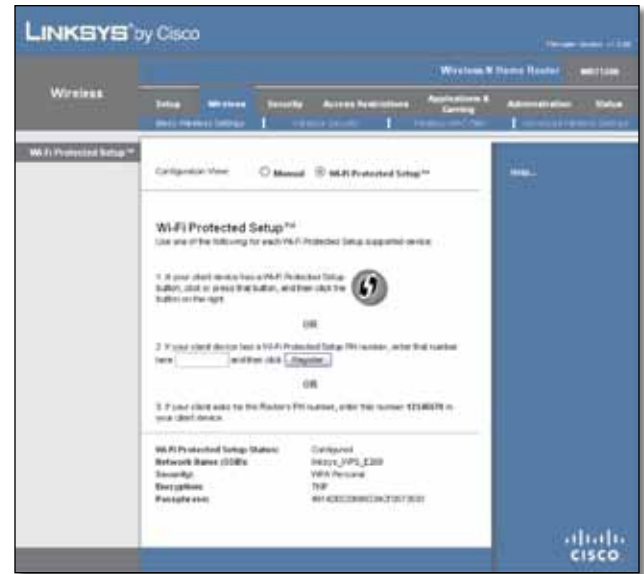 LINKSYS® by Cisco
Wireless-N Home Router
Wireless
Setup Wireless Security Access Restrictions Applications & Gaming Administration Status
Basic Wireless Settings
Wi-Fi Protected Setup™
Configuration View: Manual Wi-Fi Protected Setup™
Help...
Wi-Fi Protected Setup™
Use one of the following for each Wi-Fi Protected Setup supported device:
1. If your client device has a Wi-Fi Protected Setup
button, click or press that button, and then click the
button on the right.
OR
2. If your client device has a Wi-Fi Protected Setup PIN number, enter that number
here and then click Register
OR
3. If your client asks for the Router's PIN number, enter this number in
your client device.
Wi-Fi Protected Setup Status: Configured
Network Name (SSID):
Security: WPA Personal
Encryption: TKIP
Passphrase:
CISCO